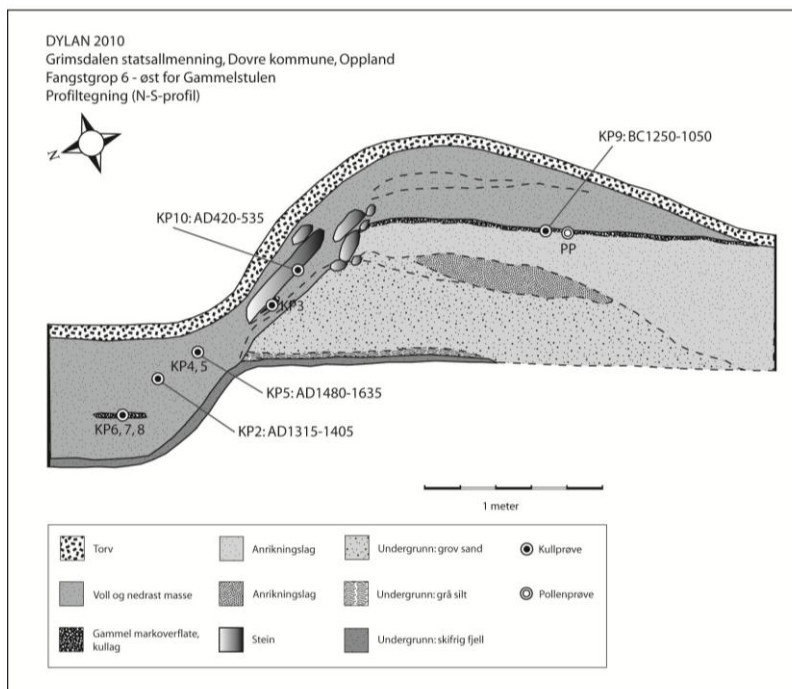 DYLAN 2010
Grimsdalen statsallmenning, Dovre kommune, Oppland
Fangstgrop 6 - øst for Gammelstulen
Profiltegning (N-S-profil)
N
KP9: BC1250-1050
KP10: AD420-535
PP
KP3
KP4, 5
KP5: AD1480-1635
KP6, 7, 8
KP2: AD1315-1405
1 meter
Torv
Anrikningslag
Undergrunn: grov sand
Kullprøve
Voll og nedrast masse
Anrikningslag
Undergrunn: grå silt
Pollenprøve
Gammel markoverflate,
kullag
Stein
Undergrunn: skifrig fjell